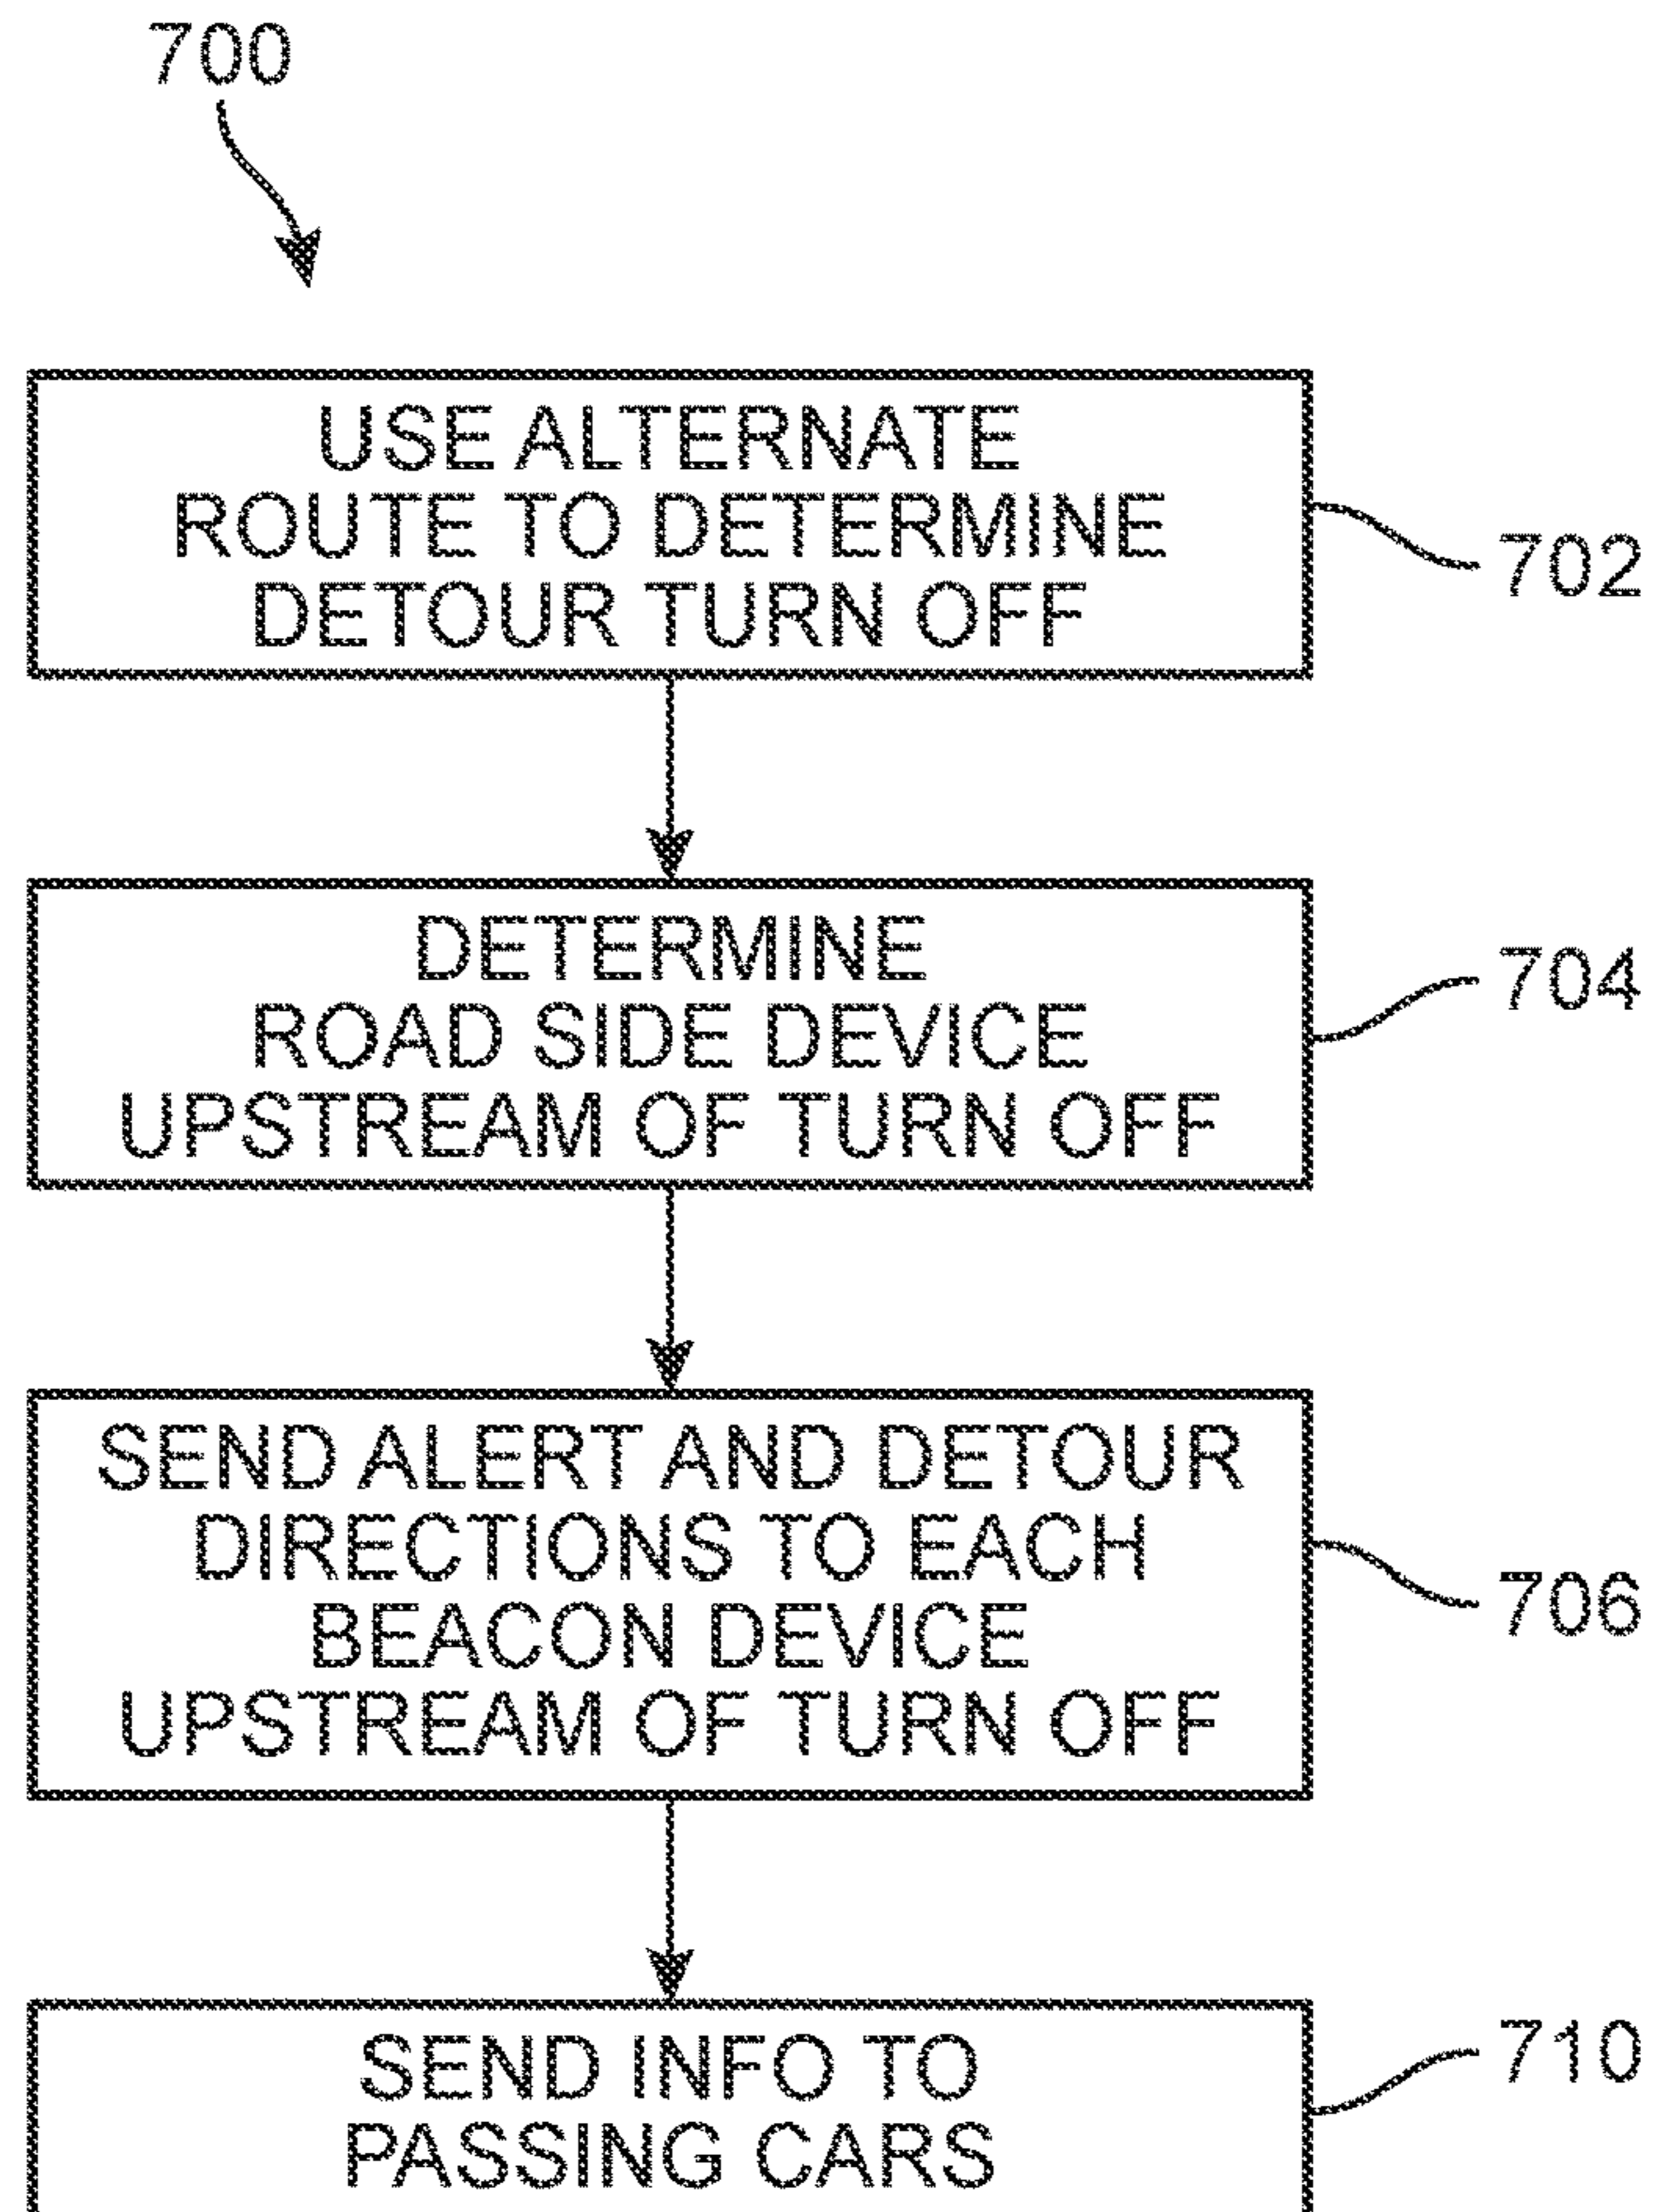 700
USE ALTERNATE
ROUTE TO DETERMINE
DETOUR TURN OFF
702
DETERMINE
ROAD SIDE DEVICE
UPSTREAM OF TURN OFF
704
SEND ALERT AND DETOUR
DIRECTIONS TO EACH
BEACON DEVICE
UPSTREAM OF TURN OFF
706
SEND INFO TO
PASSING CARS
710